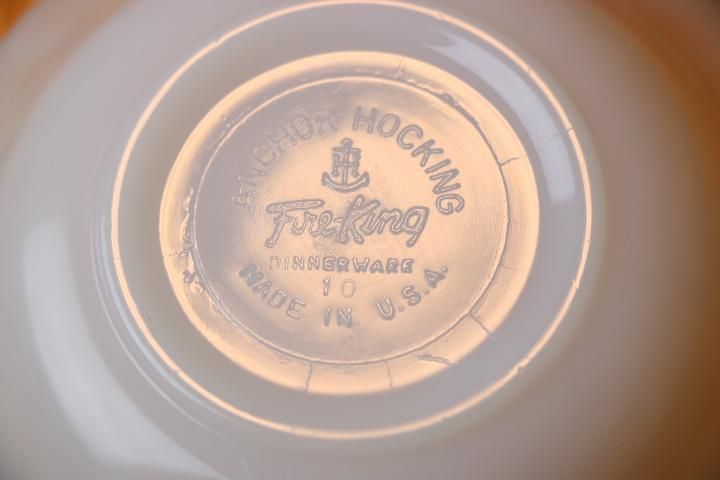 ANCHOR HOCKING
Fire-King
DINNERWARE
10
MADE IN U.S.A.